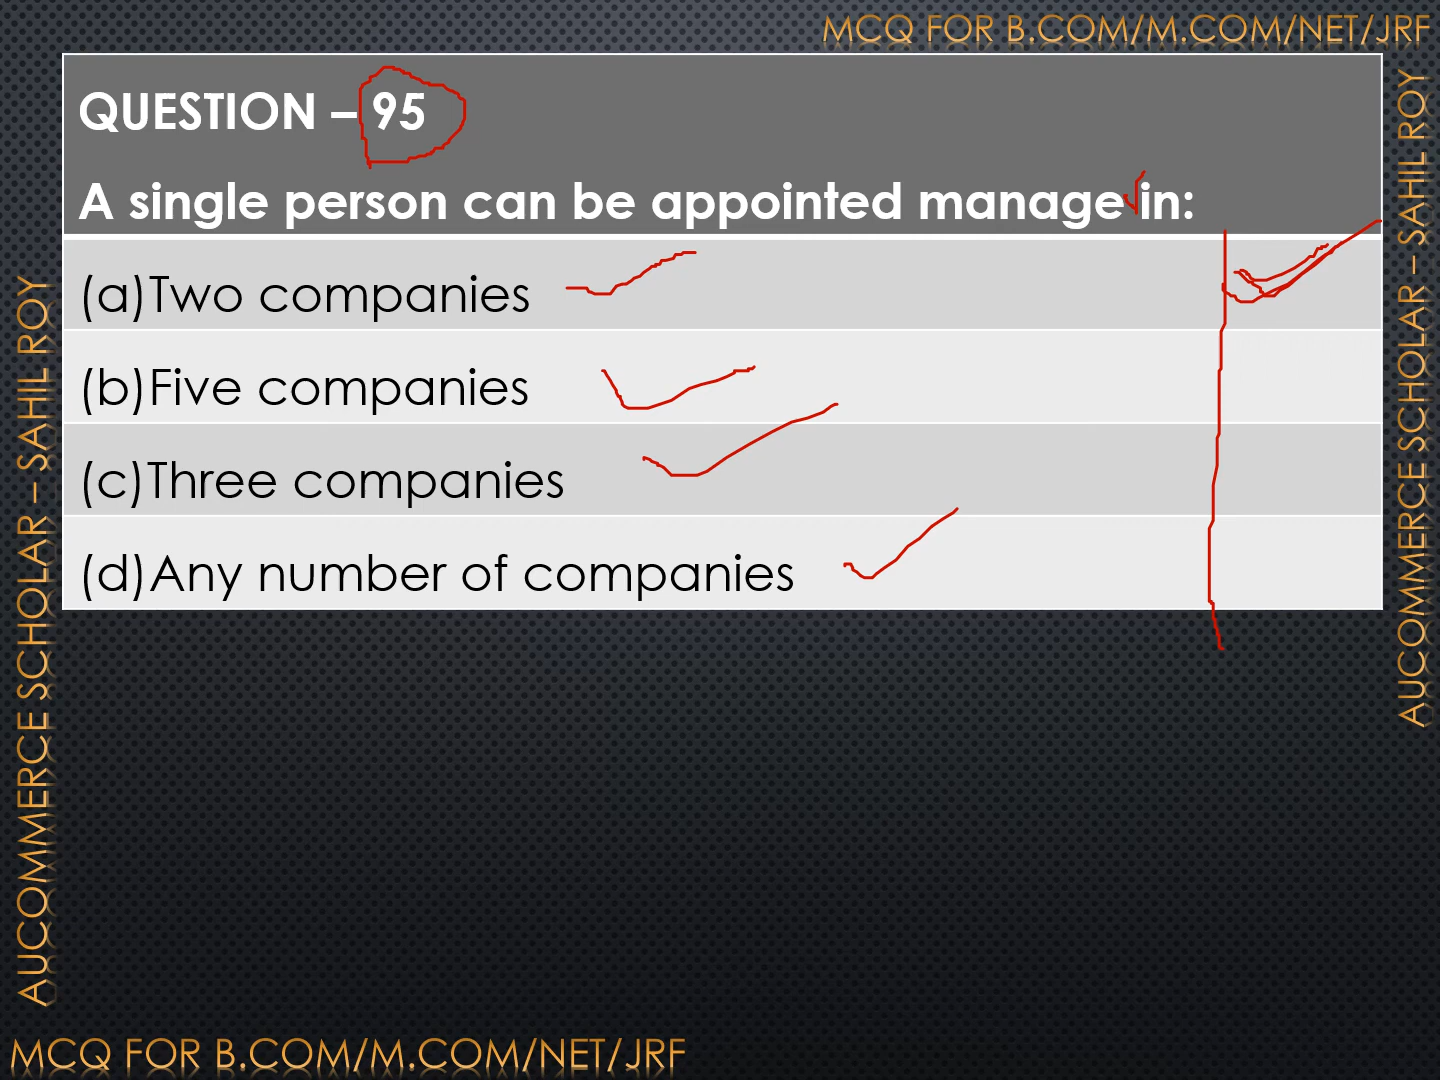 MCQ FOR B.COM/M.COM/NET/JRF
QUESTION – 95
A single person can be appointed manage in:
(a)Two companies
(b)Five companies
(c)Three companies
(d)Any number of companies
AUCOMMERCE SCHOLAR – SAHIL ROY
AUCOMMERCE SCHOLAR – SAHIL ROY
MCQ FOR B.COM/M.COM/NET/JRF